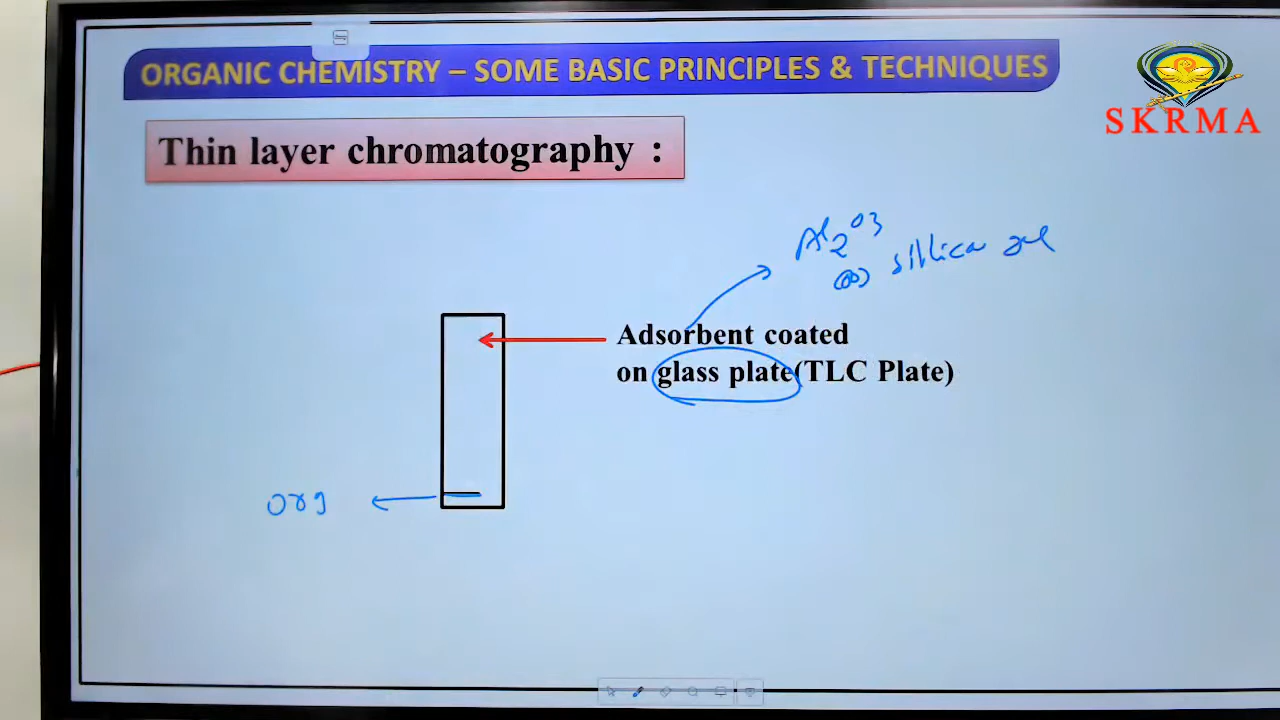 ORGANIC CHEMISTRY – SOME BASIC PRINCIPLES & TECHNIQUES
SKRMA
Thin layer chromatography :
Al2O3
(or) sillica gel
Adsorbent coated
on glass plate(TLC Plate)
org